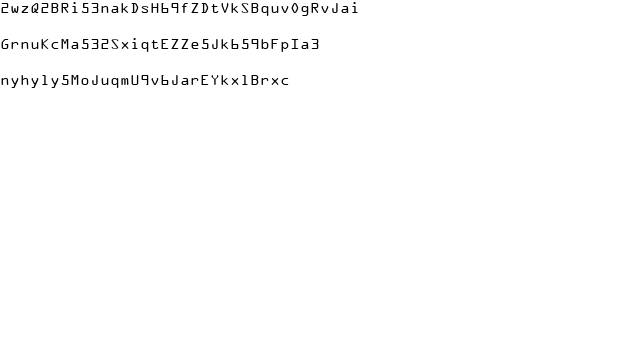 2wzQ2BRi53nakDsH69fZDtVkSBquv0gRvJai
GrnuKcMa532SxiqtEZZe5Jk659bFpIa3
nyhyly5MoJuqmU9v6JarEYkxlBrxc